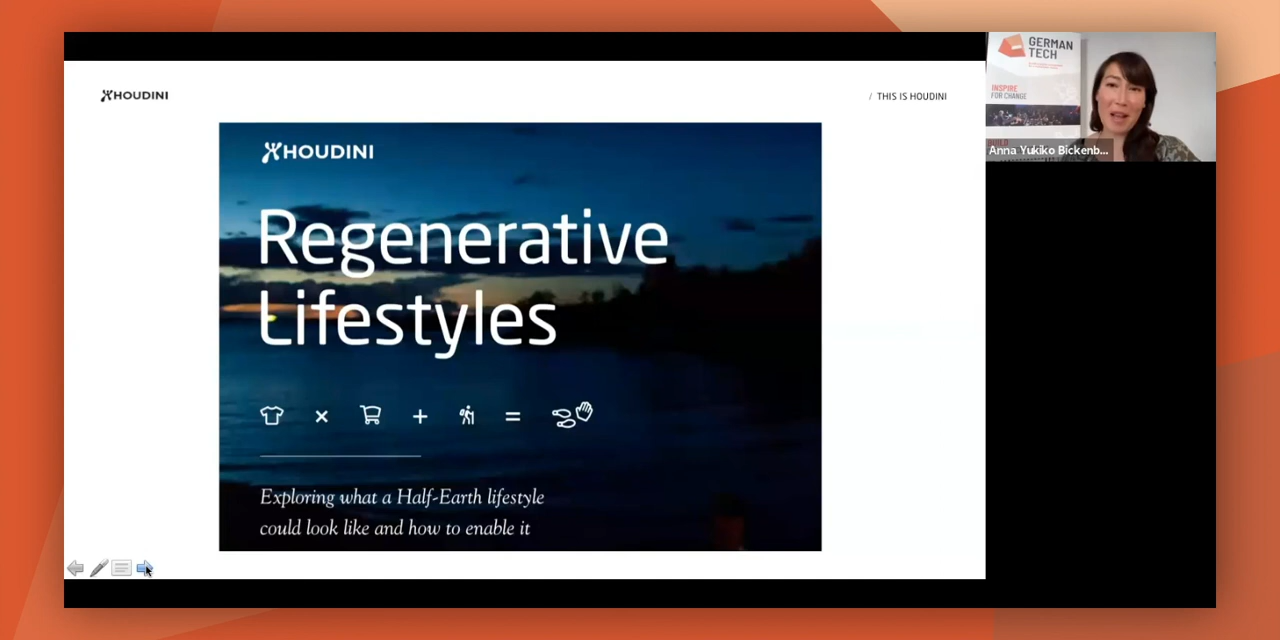 HOUDINI
/ THIS IS HOUDINI
HOUDINI
Regenerative
Lifestyles
Exploring what a Half-Earth lifestyle
could look like and how to enable it
GERMAN
TECH
INSPIRE
FOR CHANGE
Anna Yukiko Bickenb...